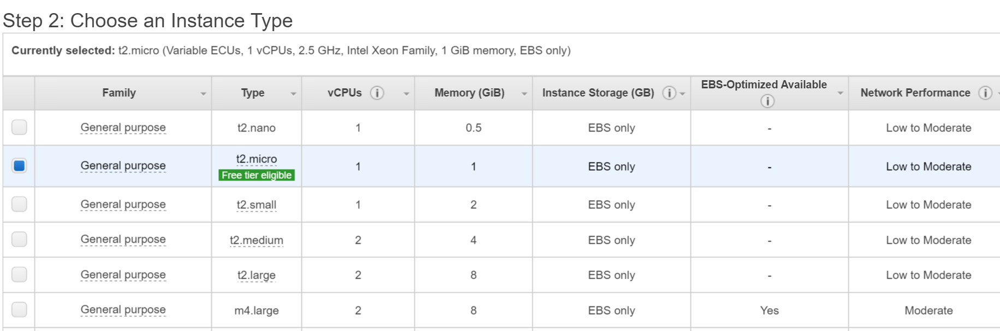 Step 2: Choose an Instance Type
Currently selected: t2.micro (Variable ECUs, 1 vCPUs, 2.5 GHz, Intel Xeon Family, 1 GiB memory, EBS only)
Family Type vCPUs i Memory (GiB) Instance Storage (GB) i EBS-Optimized Available i Network Performance i
General purpose t2.nano 1 0.5 EBS only - Low to Moderate
General purpose t2.micro Free tier eligible 1 1 EBS only - Low to Moderate
General purpose t2.small 1 2 EBS only - Low to Moderate
General purpose t2.medium 2 4 EBS only - Low to Moderate
General purpose t2.large 2 8 EBS only - Low to Moderate
General purpose m4.large 2 8 EBS only Yes Moderate